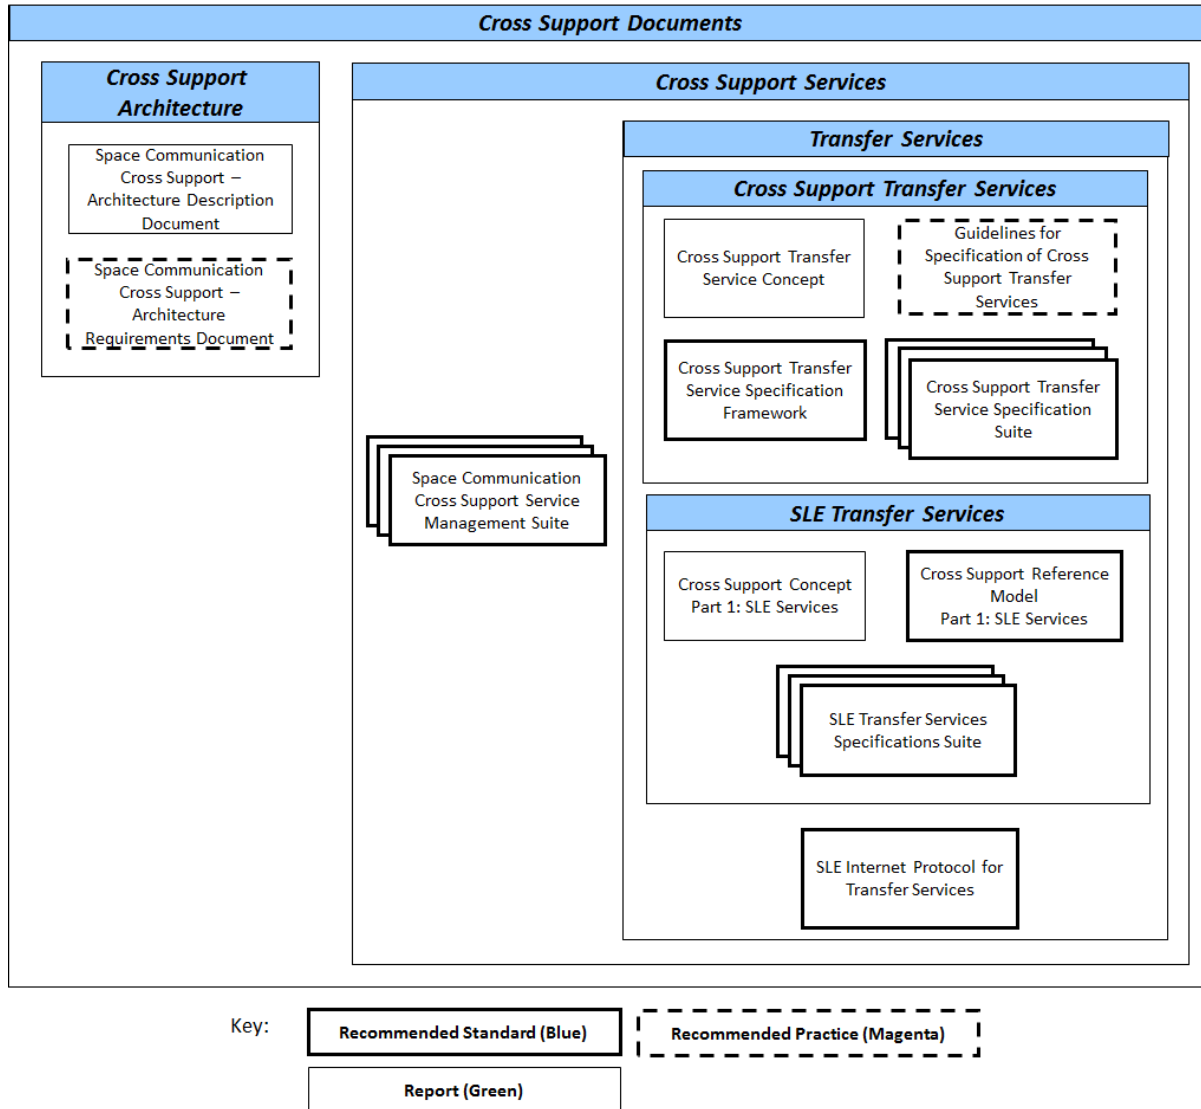 Cross Support Documents
Cross Support
Architecture
Space Communication
Cross Support –
Architecture Description
Document
Space Communication
Cross Support –
Architecture
Requirements Document
Cross Support Services
Space Communication
Cross Support Service
Management Suite
Transfer Services
Cross Support Transfer Services
Cross Support Transfer
Service Concept
Guidelines for
Specification of Cross
Support Transfer
Services
Cross Support Transfer
Service Specification
Framework
Cross Support Transfer
Service Specification
Suite
SLE Transfer Services
Cross Support Concept
Part 1: SLE Services
Cross Support Reference
Model
Part 1: SLE Services
SLE Transfer Services
Specifications Suite
SLE Internet Protocol for
Transfer Services
Key:
Recommended Standard (Blue)
Recommended Practice (Magenta)
Report (Green)